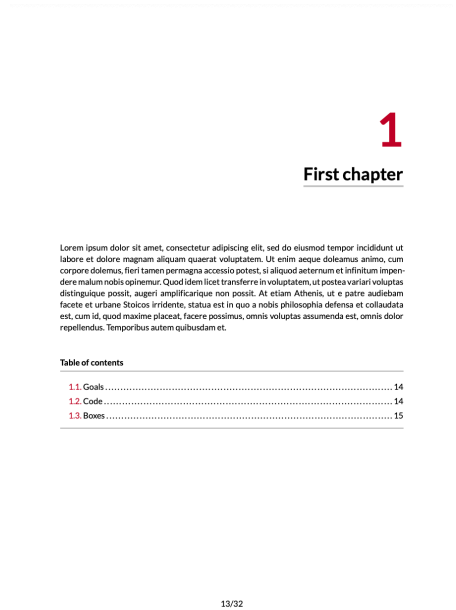 1
First chapter
Lorem ipsum dolor sit amet, consectetur adipiscing elit, sed do eiusmod tempor incididunt ut
labore et dolore magnam aliquam quaerat voluptatem. Ut enim aeque doleamus animo, cum
corpore dolemus, fieri tamen permagna accessio potest, si aliquod aeternum et infinitum impen-
dere malum nobis opinemur. Quod idem licet transferre in voluptatem, ut postea variari voluptas
distinguique possit, augeri amplificarique non possit. At etiam Athenis, ut e patre audiebam
facete et urbane Stoicos irridente, statua est in quo a nobis philosophia defensa et collaudata
est, cum id, quod maxime placeat, facere possimus, omnis voluptas assumenda est, omnis dolor
repellendus. Temporibus autem quibusdam et.
Table of contents
1.1. Goals ................................................................................................ 14
1.2. Code ................................................................................................ 14
1.3. Boxes ................................................................................................ 15
13/32